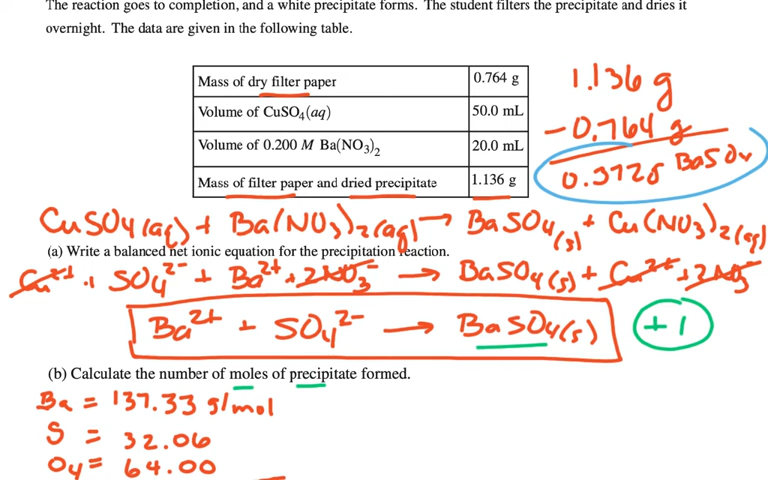 The reaction goes to completion, and a white precipitate forms. The student filters the precipitate and dries it
overnight. The data are given in the following table.
Mass of dry filter paper 0.764 g
Volume of CuSO₄(aq) 50.0 mL
Volume of 0.200 M Ba(NO₃)₂ 20.0 mL
Mass of filter paper and dried precipitate 1.136 g
1.136 g
- 0.764 g
0.372g BaSO₄
CuSO₄(aq) + Ba(NO₃)₂(aq) → BaSO₄(s) + Cu(NO₃)₂(aq)
(a) Write a balanced net ionic equation for the precipitation reaction.
Cu²⁺ + SO₄²⁻ + Ba²⁺ + 2NO₃⁻ → BaSO₄(s) + Cu²⁺ + 2NO₃⁻
Ba²⁺ + SO₄²⁻ → BaSO₄(s) +1
(b) Calculate the number of moles of precipitate formed.
Ba = 137.33 g/mol
S = 32.06
O₄ = 64.00